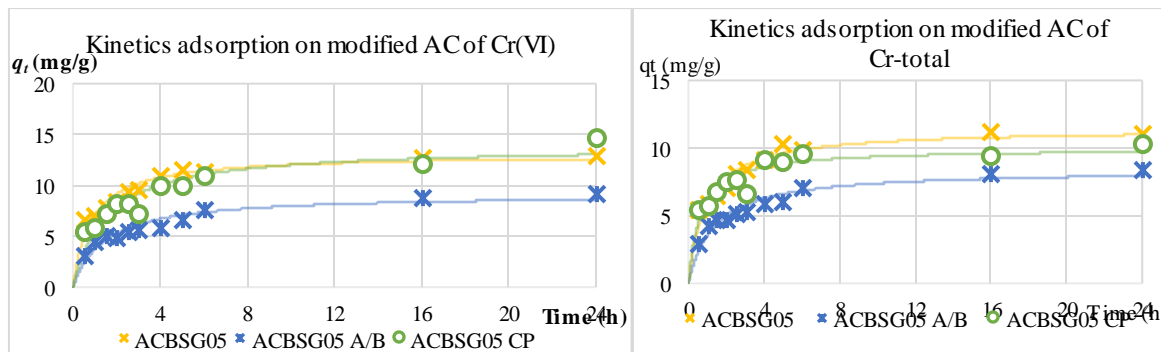 Kinetics adsorption on modified AC of Cr(VI)
qt (mg/g)
20
15
10
5
0
0 4 8 12 16 20 24
Time (h)
ACBSG05 ACBSG05 A/B ACBSG05 CP
Kinetics adsorption on modified AC of
Cr-total
qt (mg/g)
15
10
5
0
0 4 8 12 16 20 24
Time (h)
ACBSG05 ACBSG05 A/B ACBSG05 CP